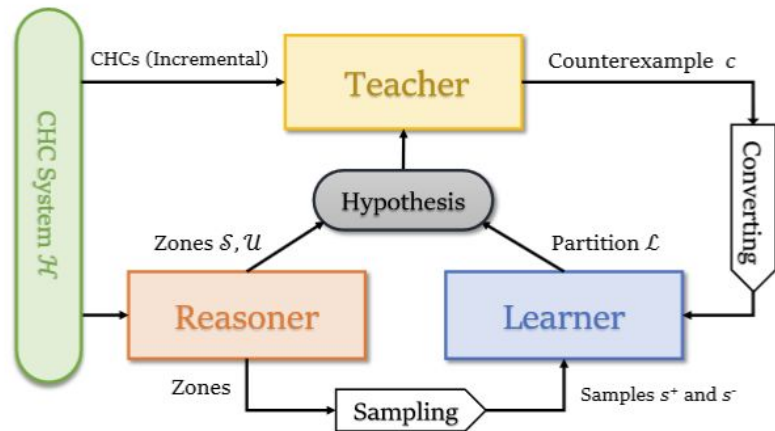 CHCs (Incremental)
Teacher
Counterexample c
CHC System ℋ
Converting
Hypothesis
Zones 𝒮, 𝒰
Partition ℒ
Reasoner
Learner
Zones
Sampling
Samples s⁺ and s⁻